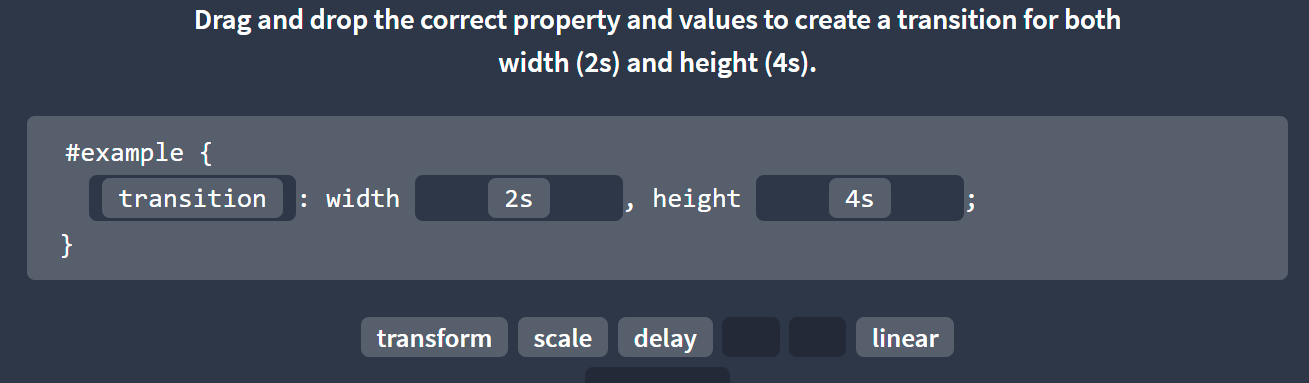 Drag and drop the correct property and values to create a transition for both
width (2s) and height (4s).
#example {
transition: width 2s, height 4s;
}
transform scale delay linear